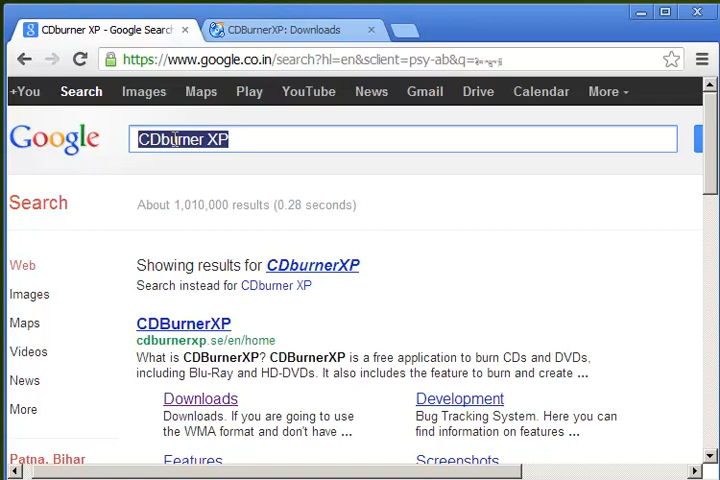 CDburner XP - Google Search
CDBurnerXP: Downloads
https://www.google.co.in/search?hl=en&sclient=psy-ab&q=
+You Search Images Maps Play YouTube News Gmail Drive Calendar More
Google
CDburner XP
Search
About 1,010,000 results (0.28 seconds)
Web
Images
Maps
Videos
News
More
Patna, Bihar
Showing results for CDburnerXP
Search instead for CDburner XP
CDBurnerXP
cdburnerxp.se/en/home
What is CDBurnerXP? CDBurnerXP is a free application to burn CDs and DVDs,
including Blu-Ray and HD-DVDs. It also includes the feature to burn and create ...
Downloads
Downloads. If you are going to use
the WMA format and don't have ...
Development
Bug Tracking System. Here you can
find information on features ...
Features
Screenshots